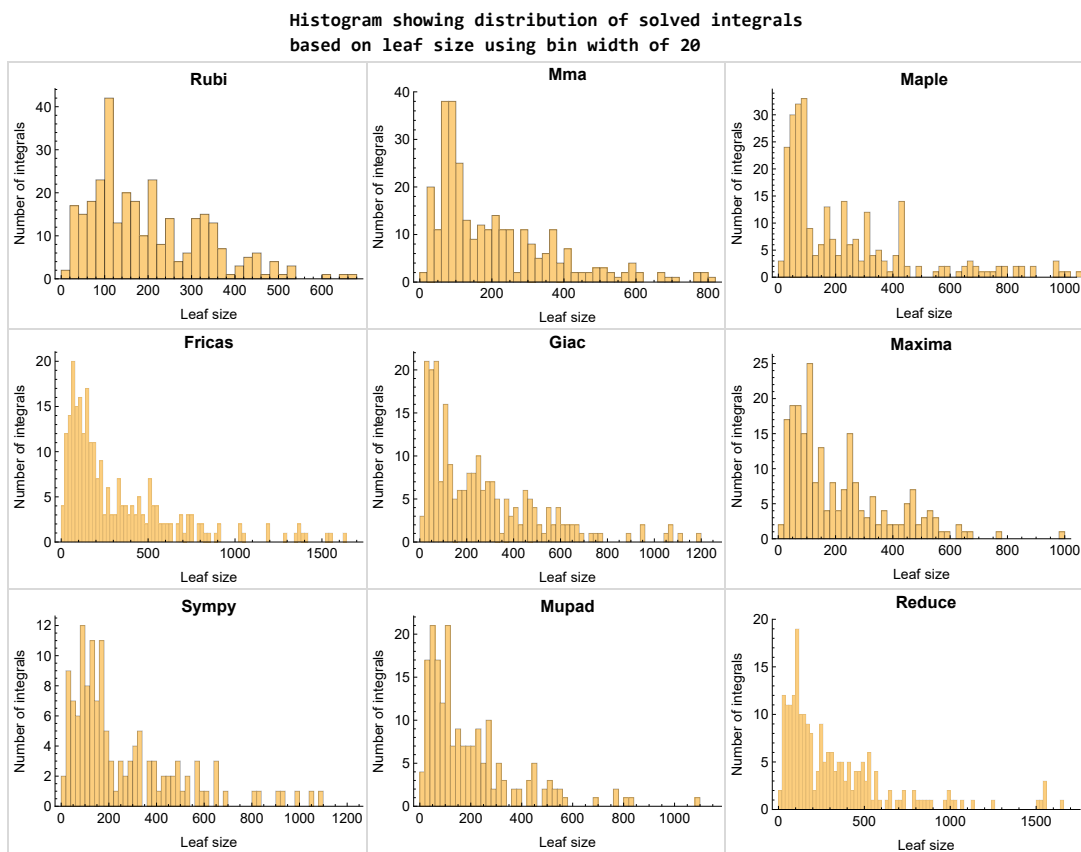 Histogram showing distribution of solved integrals
based on leaf size using bin width of 20
Rubi
Number of integrals
40
30
20
10
0
0 100 200 300 400 500 600
Leaf size
Mma
Number of integrals
40
30
20
10
0
0 200 400 600 800
Leaf size
Maple
Number of integrals
30
25
20
15
10
5
0
0 200 400 600 800 1000
Leaf size
Fricas
Number of integrals
20
15
10
5
0
0 500 1000 1500
Leaf size
Giac
Number of integrals
20
15
10
5
0
0 200 400 600 800 1000 1200
Leaf size
Maxima
Number of integrals
25
20
15
10
5
0
0 200 400 600 800 1000
Leaf size
Sympy
Number of integrals
12
10
8
6
4
2
0
0 200 400 600 800 1000 1200
Leaf size
Mupad
Number of integrals
20
15
10
5
0
0 200 400 600 800 1000
Leaf size
Reduce
Number of integrals
20
15
10
5
0
0 500 1000 1500
Leaf size